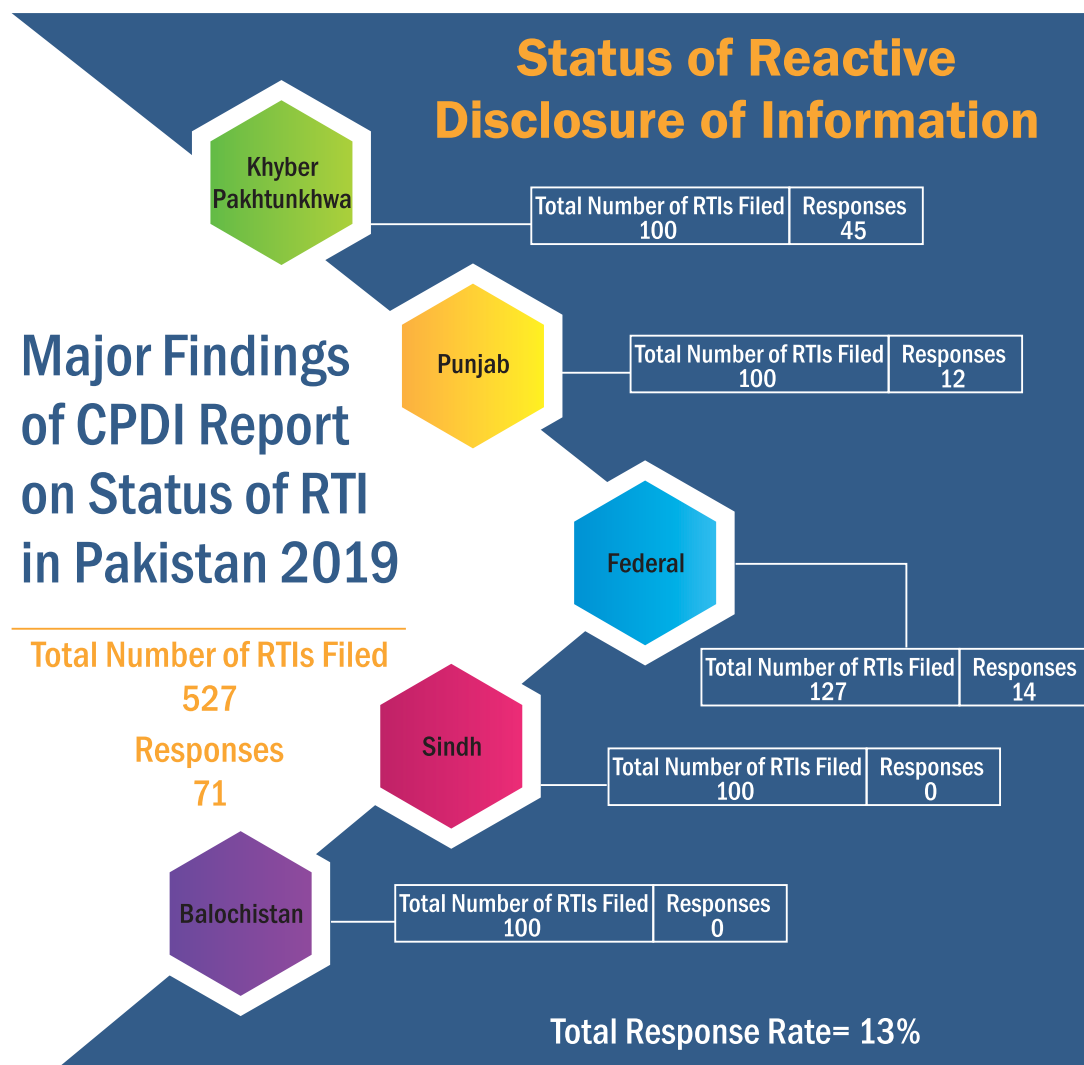 Status of Reactive
Disclosure of Information
Khyber
Pakhtunkhwa
Total Number of RTIs Filed
100
Responses
45
Punjab
Total Number of RTIs Filed
100
Responses
12
Major Findings
of CPDI Report
on Status of RTI
in Pakistan 2019
Total Number of RTIs Filed
527
Responses
71
Federal
Total Number of RTIs Filed
127
Responses
14
Sindh
Total Number of RTIs Filed
100
Responses
0
Balochistan
Total Number of RTIs Filed
100
Responses
0
Total Response Rate= 13%